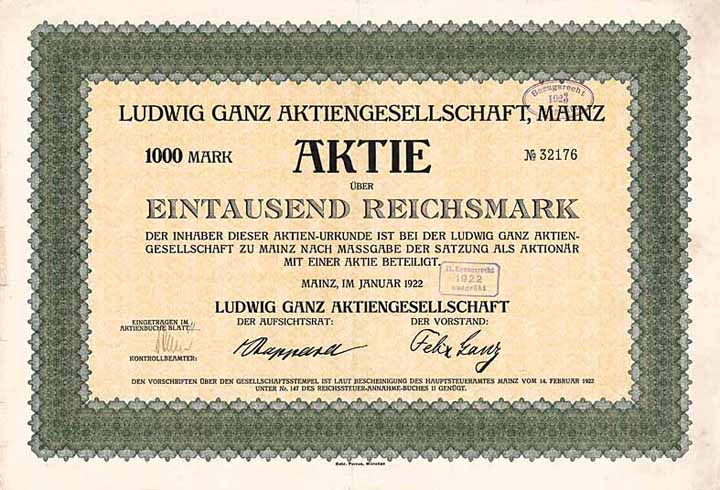 Bezugsrecht
1923
LUDWIG GANZ AKTIENGESELLSCHAFT, MAINZ
1000 MARK
AKTIE
№ 32176
ÜBER
EINTAUSEND REICHSMARK
DER INHABER DIESER AKTIEN-URKUNDE IST BEI DER LUDWIG GANZ AKTIEN-
GESELLSCHAFT ZU MAINZ NACH MASSGABE DER SATZUNG ALS AKTIONÄR
MIT EINER AKTIE BETEILIGT.
MAINZ, IM JANUAR 1922
1922
ausgeübt
LUDWIG GANZ AKTIENGESELLSCHAFT
EINGETRAGEN IM
AKTIENBUCHE BLATT:
DER AUFSICHTSRAT:
DER VORSTAND:
Felix Ganz
KONTROLLBEAMTER:
DEN VORSCHRIFTEN ÜBER DEN GESELLSCHAFTSSTEMPEL IST LAUT BESCHEINIGUNG DES HAUPTSTEUERAMTES MAINZ VOM 14. FEBRUAR 1922
UNTER Nr. 147 DES REICHSSTEUER-ANNAHME-BUCHES II GENÜGT.
München